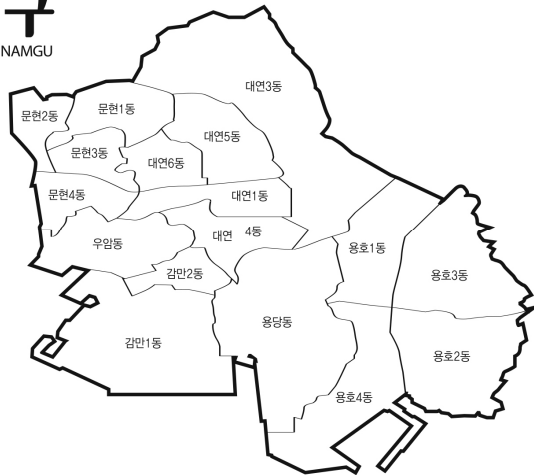 NAMGU
대연3동
문현2동
문현1동
대연5동
문현3동
대연6동
문현4동
대연1동
대연 4동
우암동
용호1동
감만2동
용호3동
용당동
감만1동
용호2동
용호4동